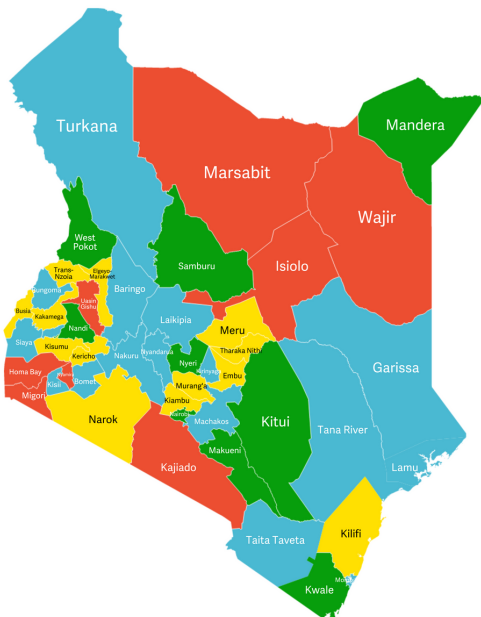 Turkana
Mandera
Marsabit
Wajir
West
Pokot
Samburu
Isiolo
Trans-
Nzoia
Elgeyo-
Marakwet
Bungoma
Baringo
Uasin
Gishu
Busia
Kakamega
Laikipia
Nandi
Meru
Siaya
Kisumu
Kericho
Nakuru
Nyandarua
Tharaka Nithi
Nyeri
Kirinyaga
Embu
Garissa
Homa Bay
Kisii
Bomet
Murang'a
Migori
Kiambu
Narok
Nairobi
Machakos
Kitui
Tana River
Makueni
Kajiado
Lamu
Taita Taveta
Kilifi
Kwale